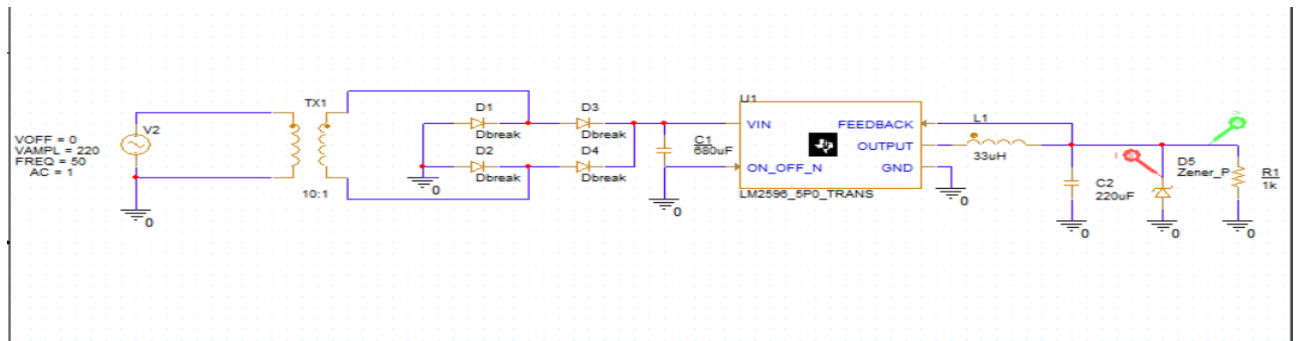 VOFF = 0
VAMPL = 220
FREQ = 50
AC = 1
V2
0
TX1
10:1
D1
Dbreak
D2
Dbreak
0
D3
Dbreak
D4
Dbreak
C1
680uF
0
U1
VIN
ON_OFF_N
FEEDBACK
OUTPUT
GND
LM2596_5P0_TRANS
0
L1
33uH
C2
220uF
0
I
D5
Zener_P
0
V
R1
1k
0